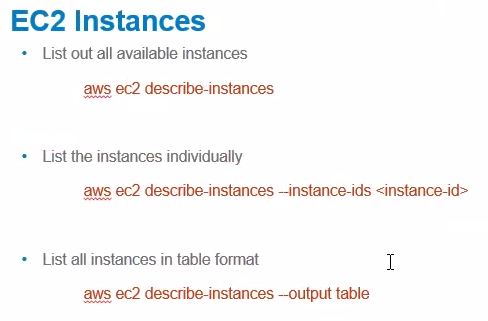 EC2 Instances
• List out all available instances
aws ec2 describe-instances
• List the instances individually
aws ec2 describe-instances --instance-ids <instance-id>
• List all instances in table format
aws ec2 describe-instances --output table